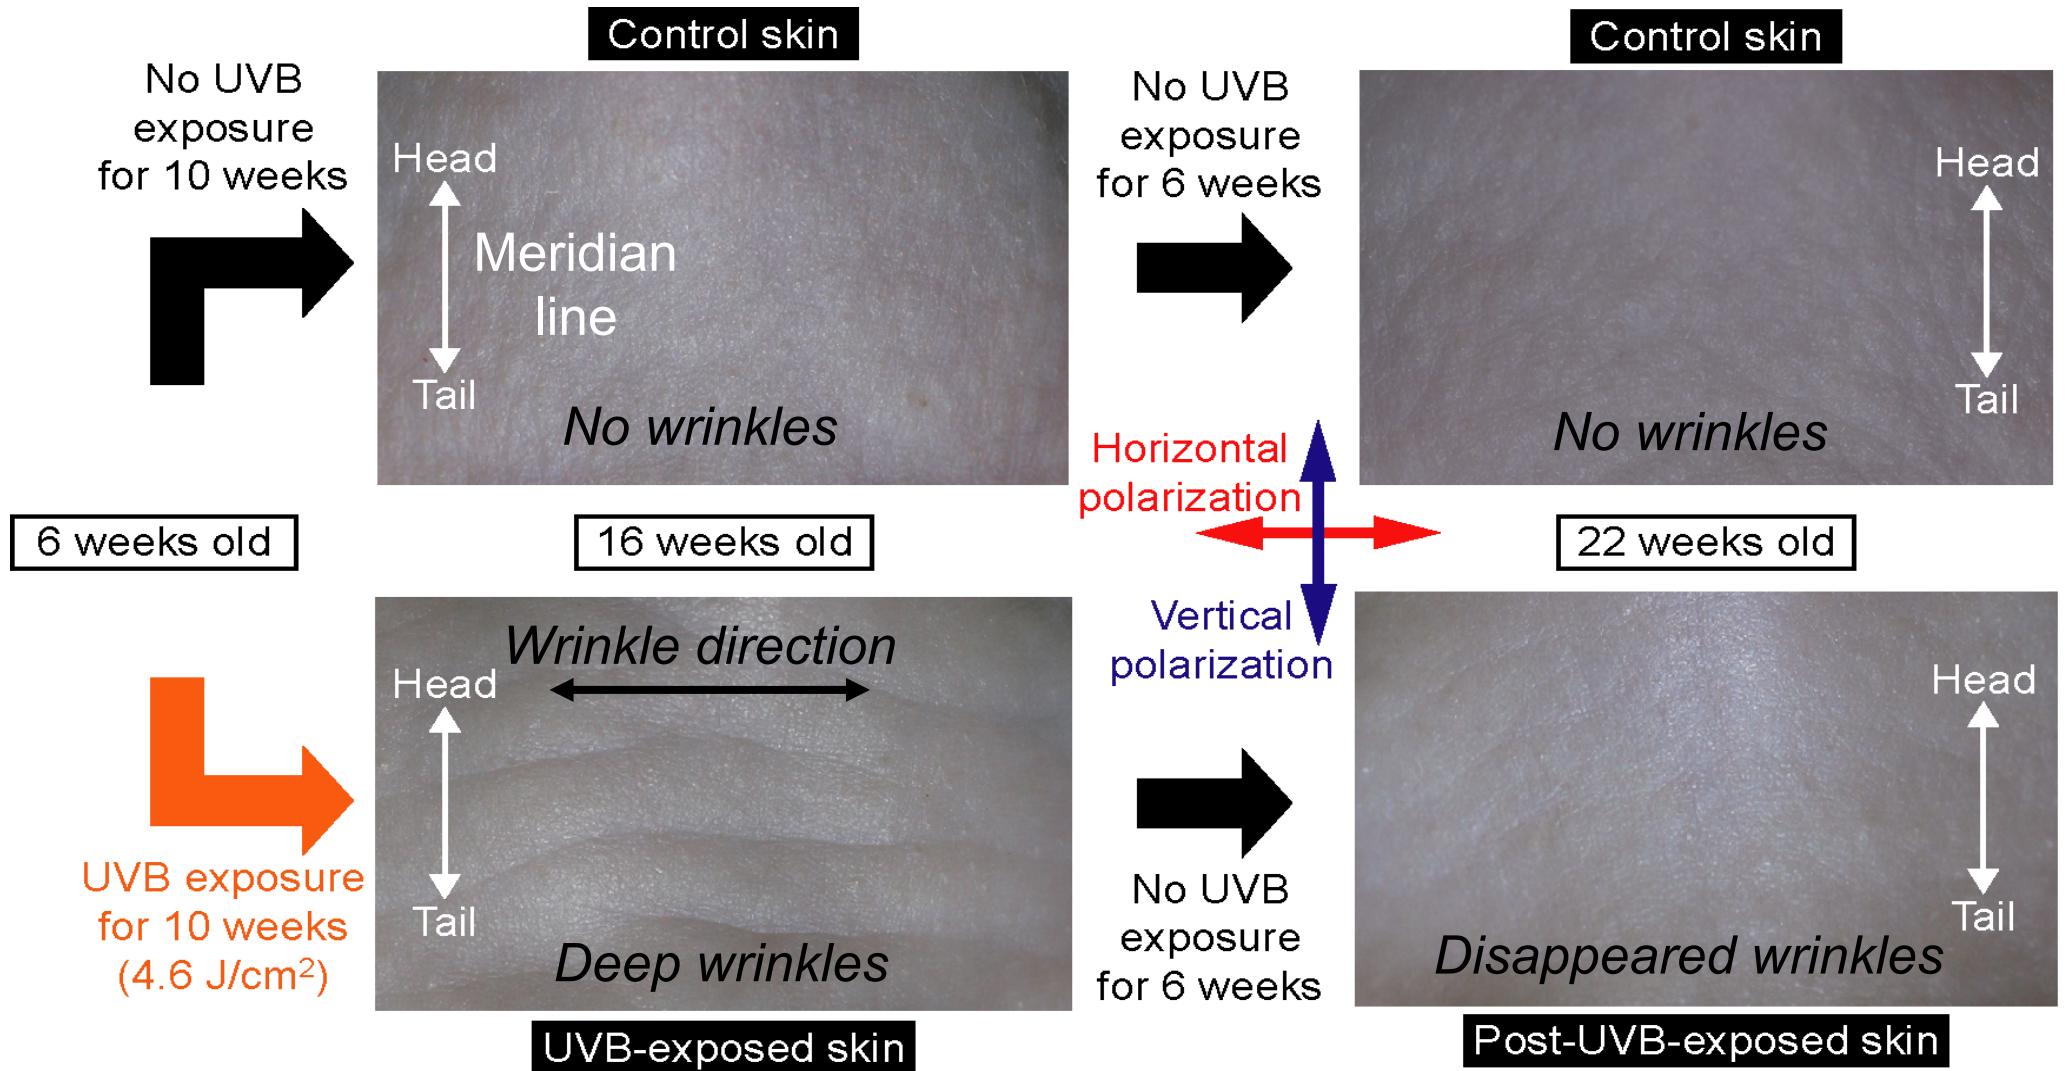 Control skin
Control skin
No UVB
exposure
for 10 weeks
Head
Meridian
line
Tail
No wrinkles
No UVB
exposure
for 6 weeks
Head
Tail
No wrinkles
Horizontal
polarization
6 weeks old
16 weeks old
22 weeks old
Vertical
polarization
Wrinkle direction
Head
Tail
Deep wrinkles
UVB exposure
for 10 weeks
(4.6 J/cm²)
No UVB
exposure
for 6 weeks
Head
Tail
Disappeared wrinkles
UVB-exposed skin
Post-UVB-exposed skin